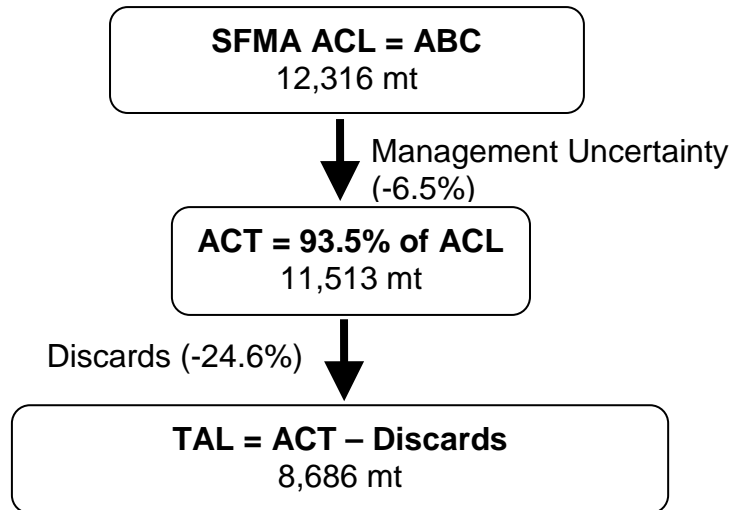 SFMA ACL = ABC
12,316 mt
Management Uncertainty
(-6.5%)
ACT = 93.5% of ACL
11,513 mt
Discards (-24.6%)
TAL = ACT – Discards
8,686 mt